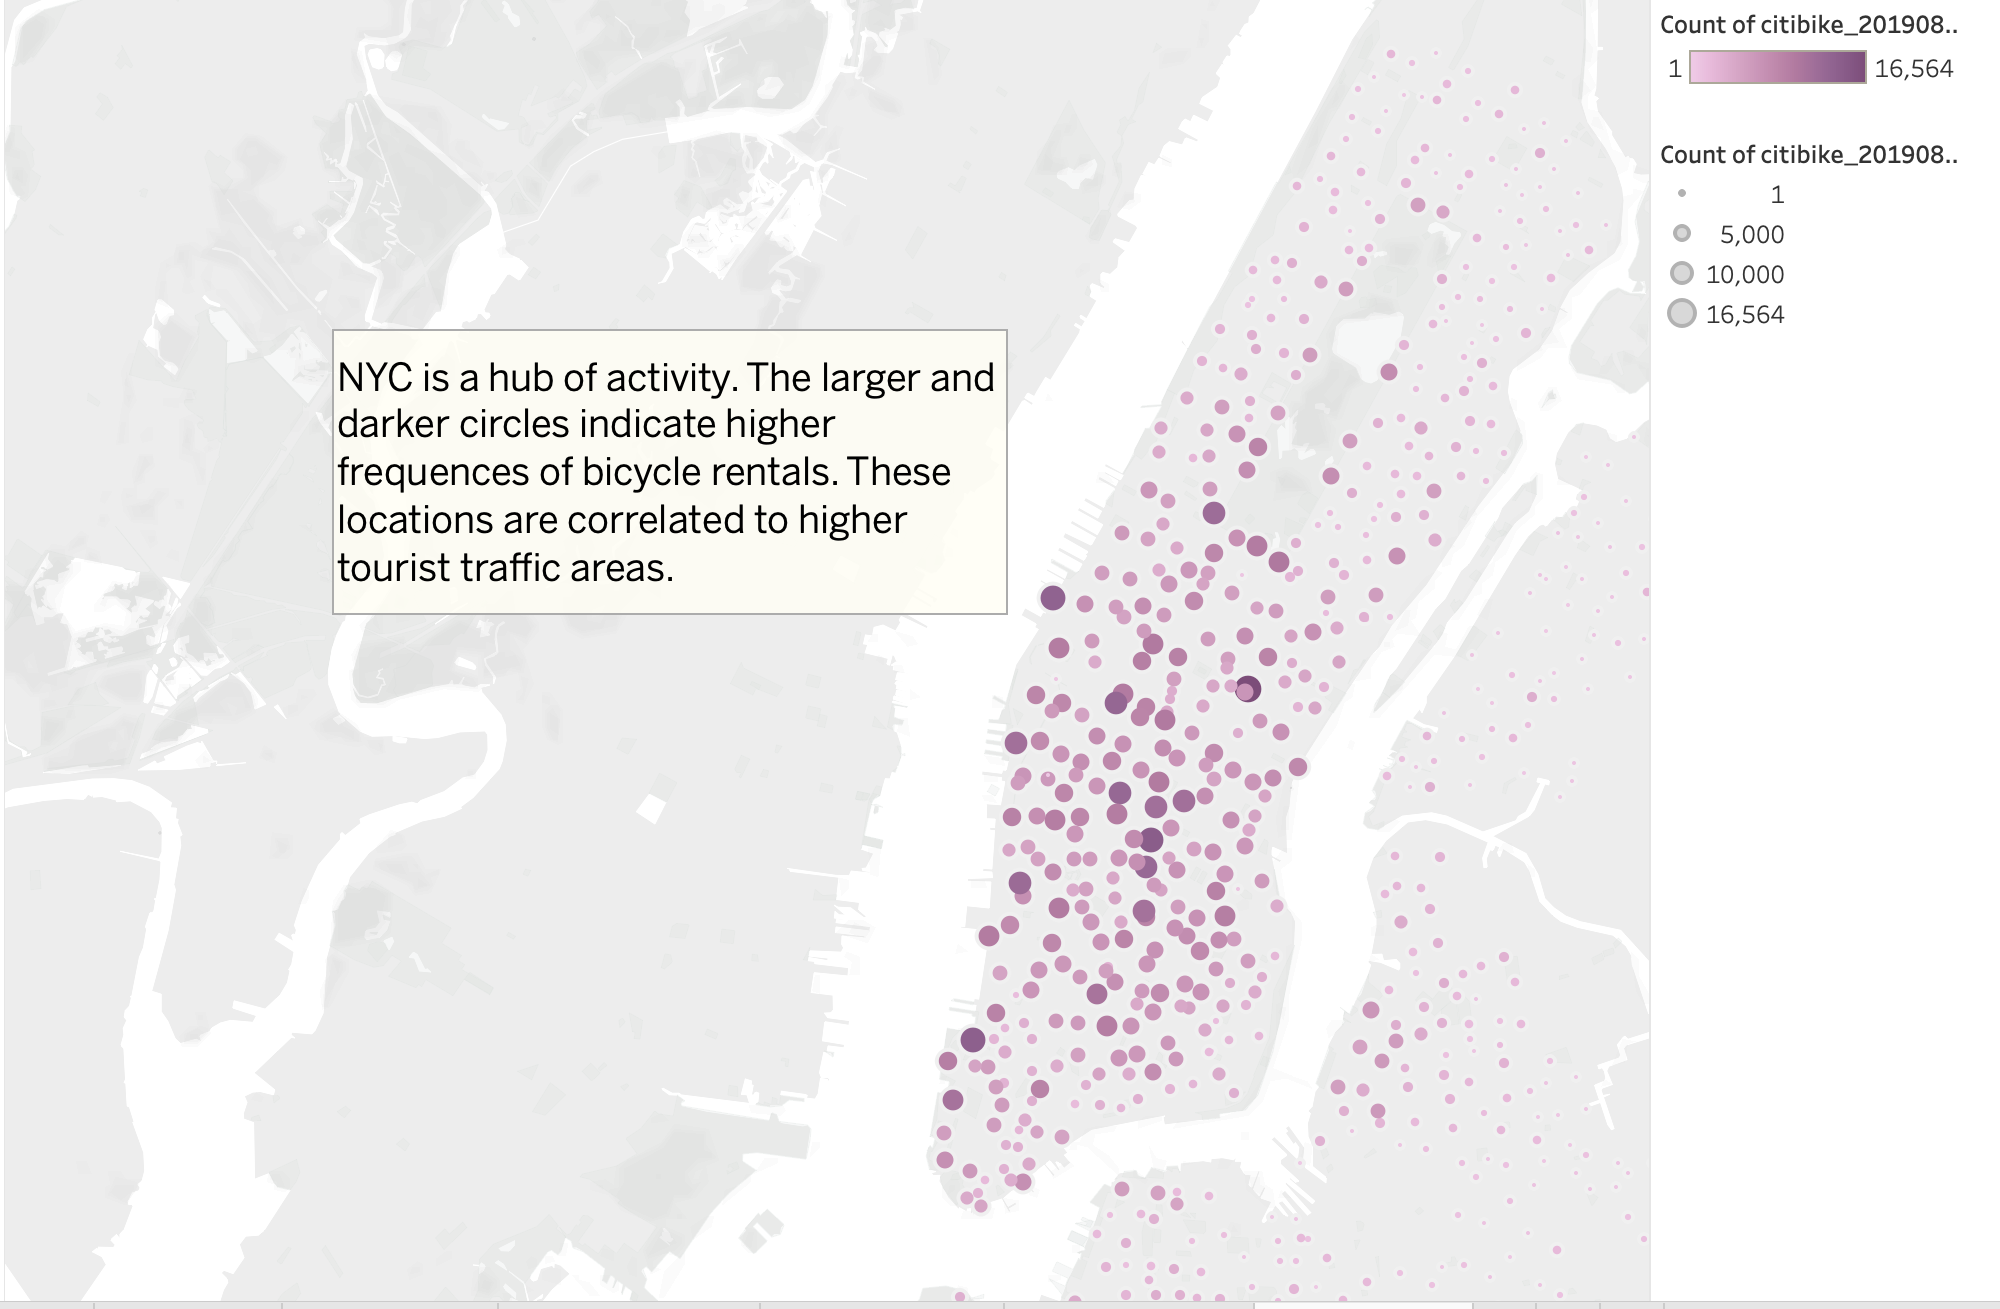 Count of citibike_201908..
1 16,564
Count of citibike_201908..
1
5,000
10,000
16,564
NYC is a hub of activity. The larger and
darker circles indicate higher
frequences of bicycle rentals. These
locations are correlated to higher
tourist traffic areas.